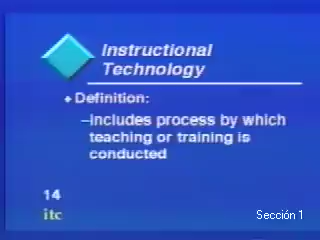 Instructional
Technology
♦ Definition:
–Includes process by which
teaching or training is
conducted
14
itc
Sección 1